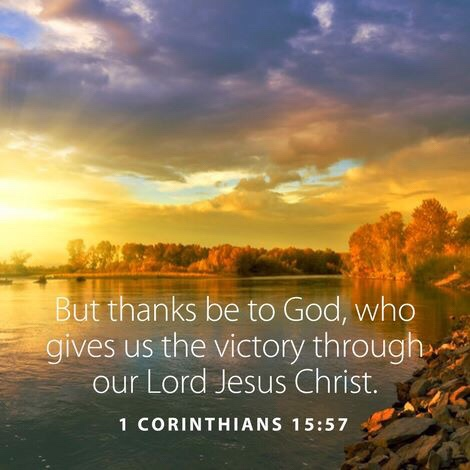 But thanks be to God, who
gives us the victory through
our Lord Jesus Christ.
1 CORINTHIANS 15:57